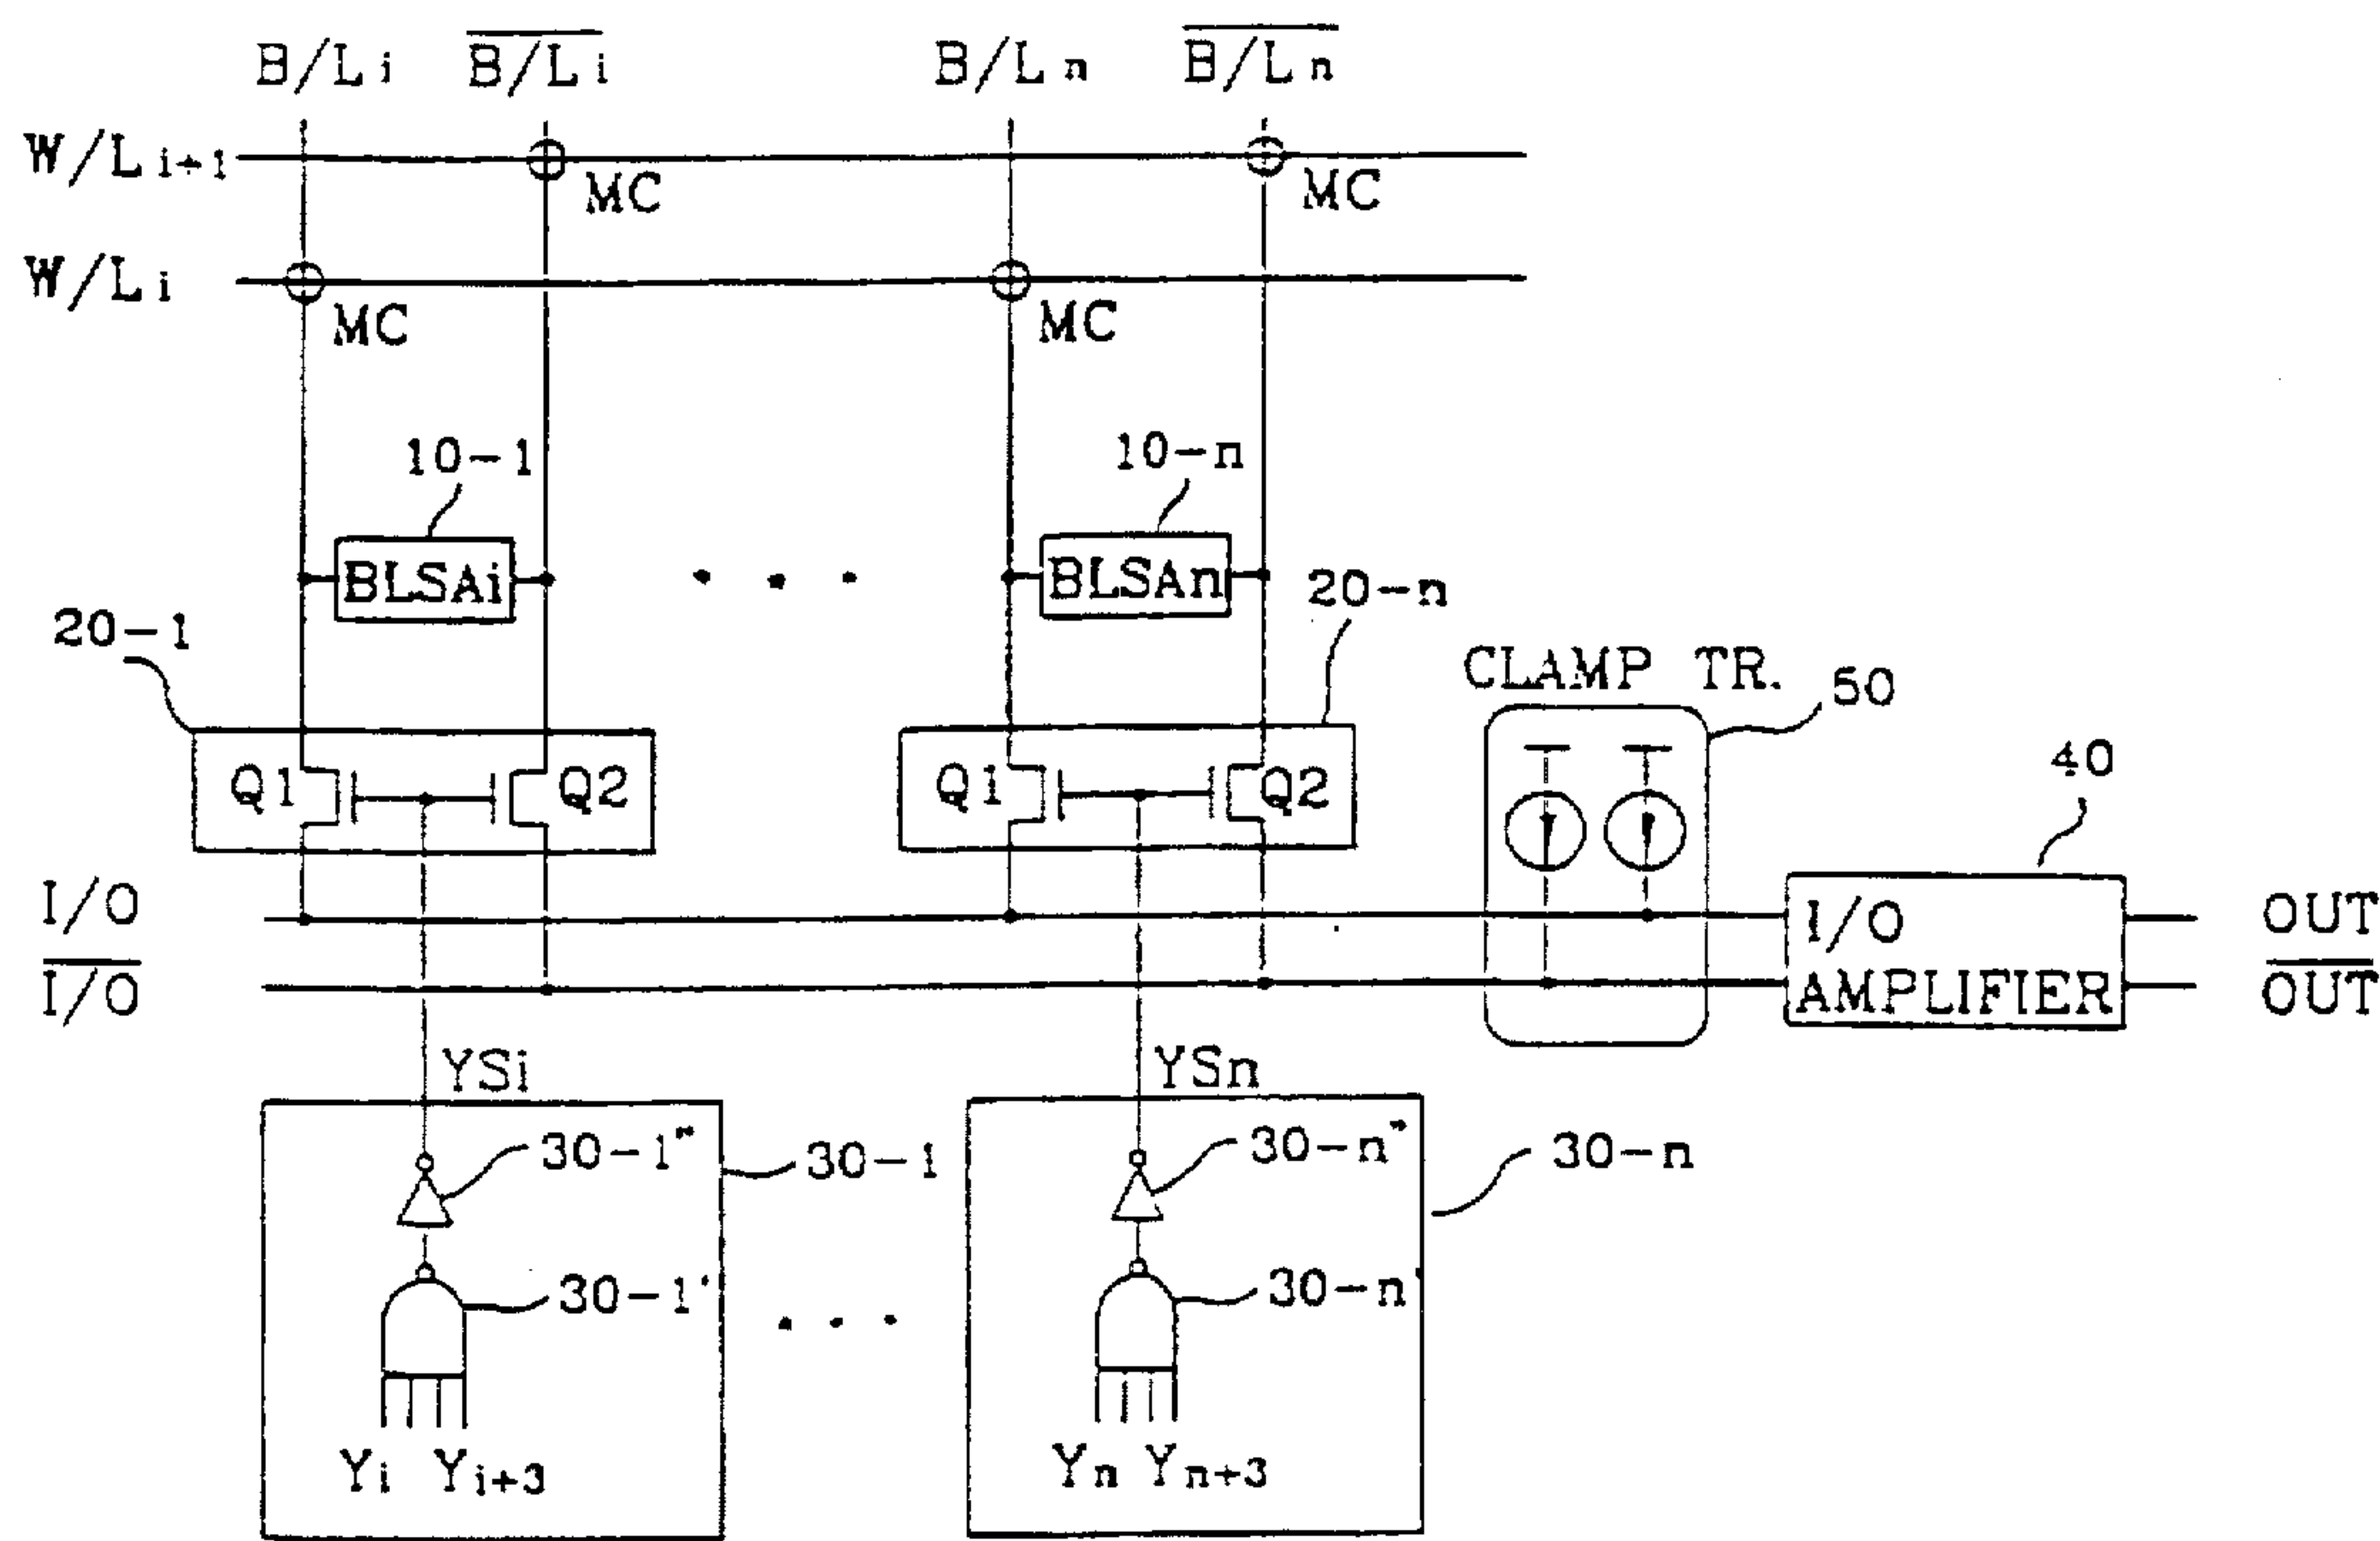 B/Li B/Li B/Ln B/Ln
W/Li+1
MC MC
W/Li
MC MC
10-1 10-n
BLSAi BLSAn
20-1 20-n
CLAMP TR. 50
Q1 Q2 Q1 Q2
40
I/O I/O OUT
I/O AMPLIFIER OUT
YSi YSn
30-1" 30-1 30-n" 30-n
30-1' 30-n'
Yi Yi+3 Yn Yn+3